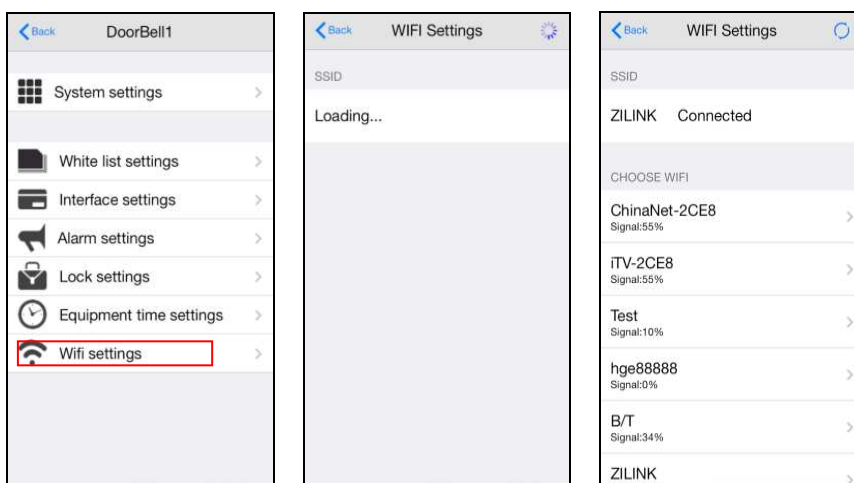 Back DoorBell1
System settings
White list settings
Interface settings
Alarm settings
Lock settings
Equipment time settings
Wifi settings
Back WIFI Settings
SSID
Loading...
Back WIFI Settings
SSID
ZILINK Connected
CHOOSE WIFI
ChinaNet-2CE8
Signal:55%
iTV-2CE8
Signal:55%
Test
Signal:10%
hge88888
Signal:0%
B/T
Signal:34%
ZILINK